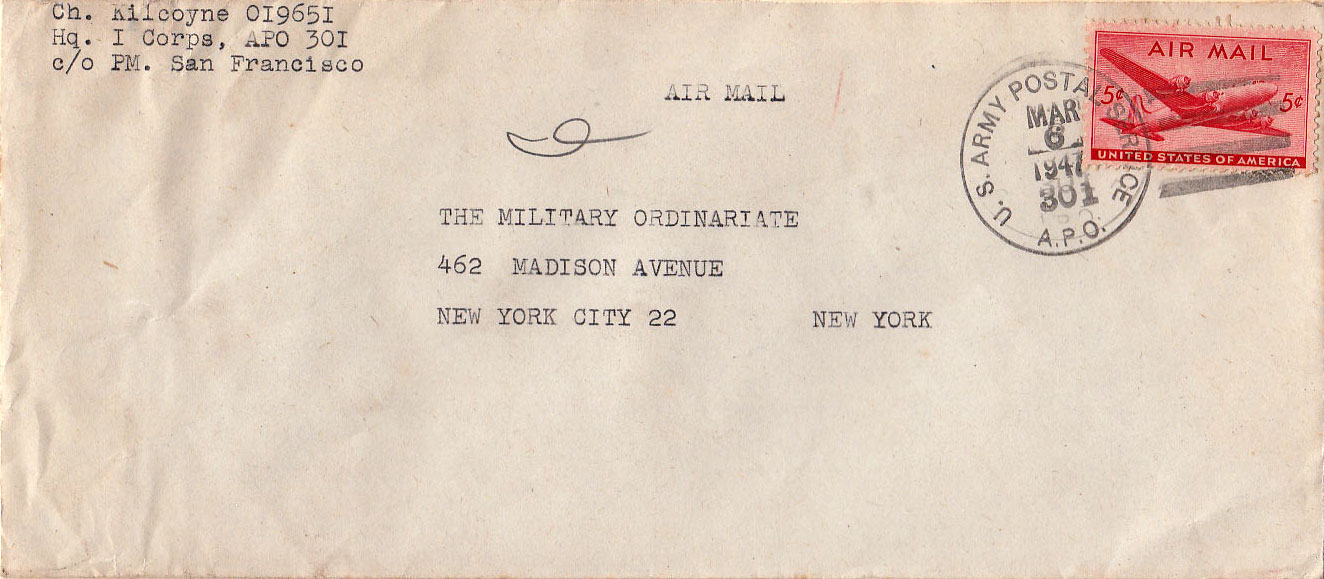 Ch. Kilcoyne OI965I
Hq. I Corps, APO 30I
c/o PM. San Francisco
AIR MAIL
THE MILITARY ORDINARIATE
462 MADISON AVENUE
NEW YORK CITY 22 NEW YORK
U.S. ARMY POSTAL SERVICE
MAR
6
1947
301
A.P.O.
AIR MAIL
5¢ 5¢
UNITED STATES OF AMERICA